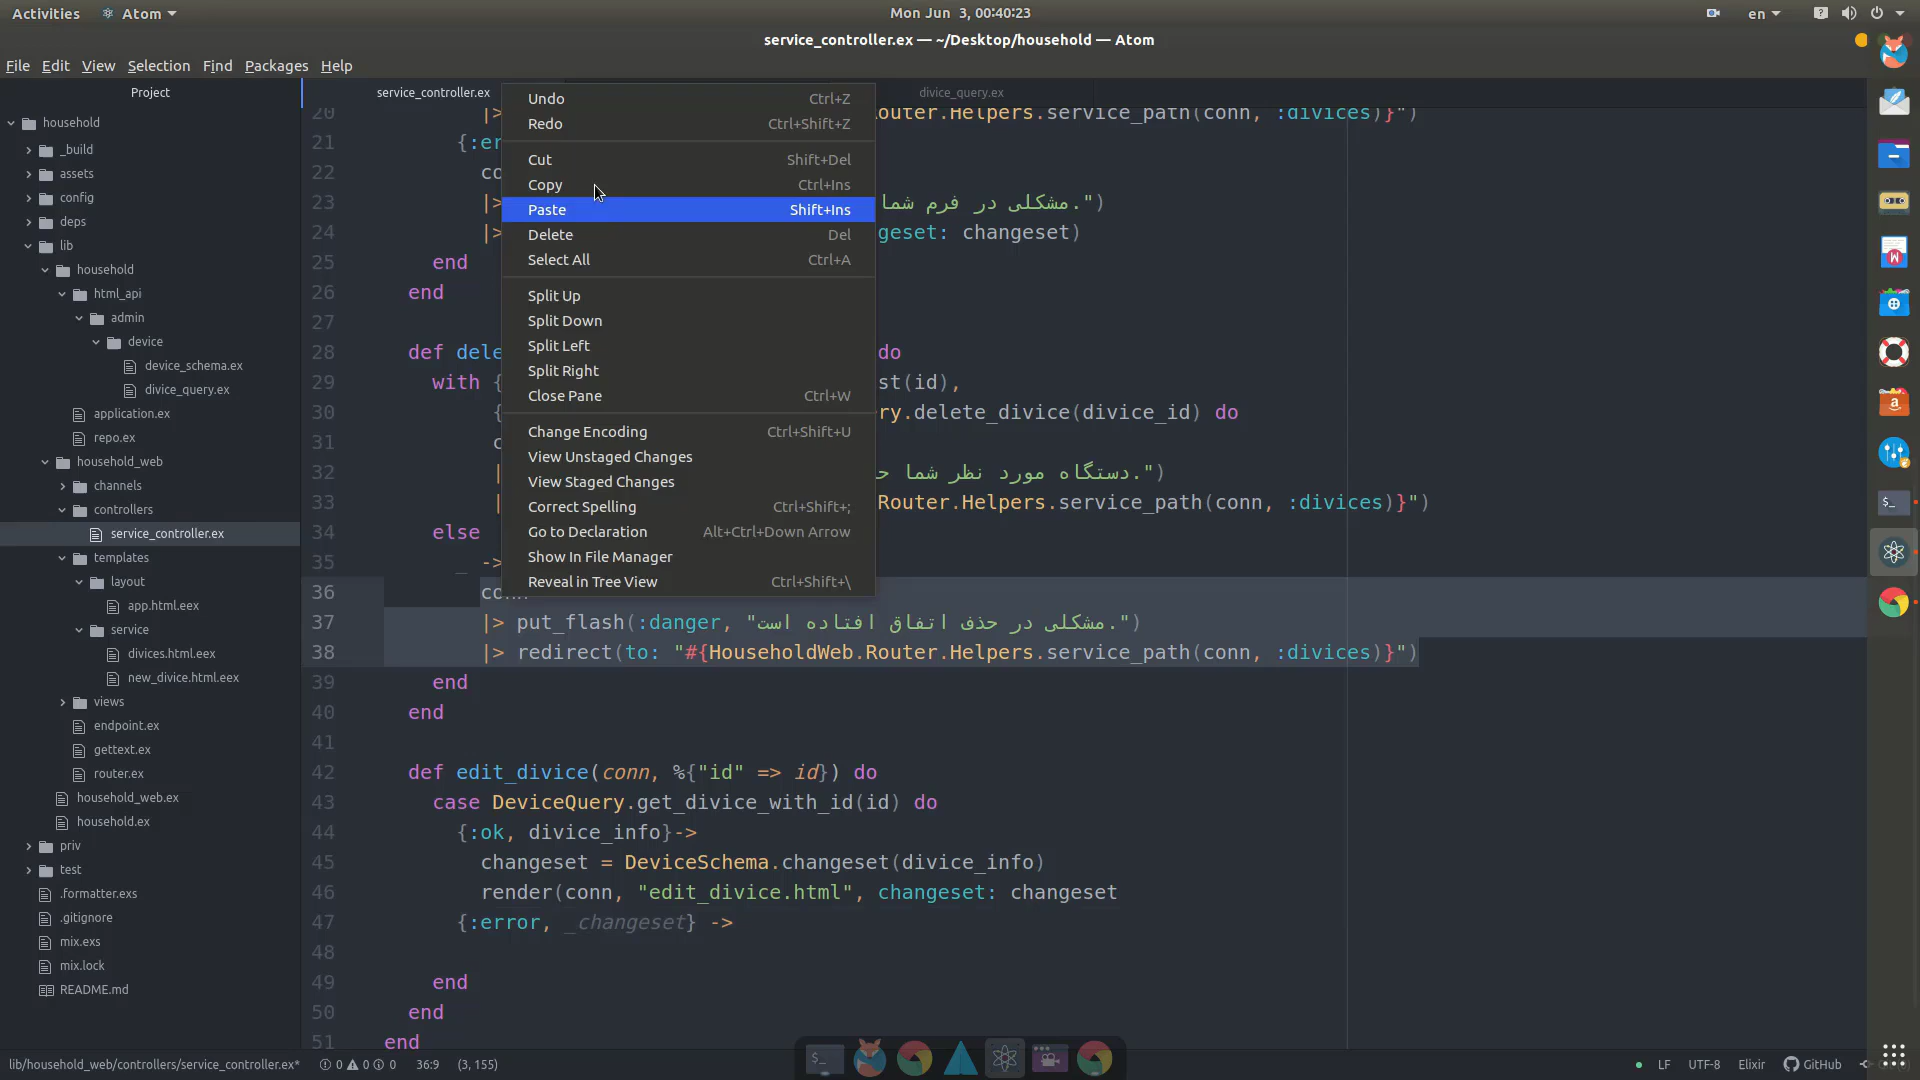 Activities
Atom
Mon Jun 3, 00:40:23
en
service_controller.ex — ~/Desktop/household — Atom
File Edit View Selection Find Packages Help
Project
household
_build
assets
config
deps
lib
household
html_api
admin
device
device_schema.ex
divice_query.ex
application.ex
repo.ex
household_web
channels
controllers
service_controller.ex
templates
layout
app.html.eex
service
divices.html.eex
new_divice.html.eex
views
endpoint.ex
gettext.ex
router.ex
household_web.ex
household.ex
priv
test
.formatter.exs
.gitignore
mix.exs
mix.lock
README.md
service_controller.ex
divice_query.ex
Undo Ctrl+Z
Redo Ctrl+Shift+Z
Cut Shift+Del
Copy Ctrl+Ins
Paste Shift+Ins
Delete Del
Select All Ctrl+A
Split Up
Split Down
Split Left
Split Right
Close Pane Ctrl+W
Change Encoding Ctrl+Shift+U
View Unstaged Changes
View Staged Changes
Correct Spelling Ctrl+Shift+;
Go to Declaration Alt+Ctrl+Down Arrow
Show In File Manager
Reveal in Tree View Ctrl+Shift+\
20 |> outer.Helpers.service_path(conn, :divices)}")
21 {:er
22 co
23 |> مشکلی در فرم شما.")
24 |> geset: changeset)
25 end
26 end
27
28 def dele do
29 with { st(id),
30 { ry.delete_divice(divice_id) do
31 c
32 | دستگاه مورد نظر شما ح.")
33 | Router.Helpers.service_path(conn, :divices)}")
34 else
35 _ ->
36 conn
37 |> put_flash(:danger, "مشکلی در حذف اتفاق افتاده است.")
38 |> redirect(to: "#{HouseholdWeb.Router.Helpers.service_path(conn, :divices)}")
39 end
40 end
41
42 def edit_divice(conn, %{"id" => id}) do
43 case DeviceQuery.get_divice_with_id(id) do
44 {:ok, divice_info}->
45 changeset = DeviceSchema.changeset(divice_info)
46 render(conn, "edit_divice.html", changeset: changeset
47 {:error, _changeset} ->
48
49 end
50 end
51 end
lib/household_web/controllers/service_controller.ex* 0 0 0 36:9 (3, 155)
LF UTF-8 Elixir GitHub